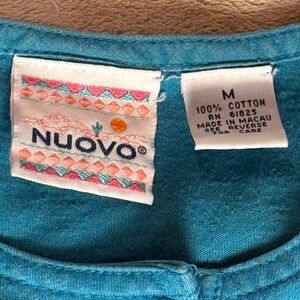 NUOVO®
M
100% COTTON
RN 61825
MADE IN MACAU
SEE REVERSE
FOR CARE